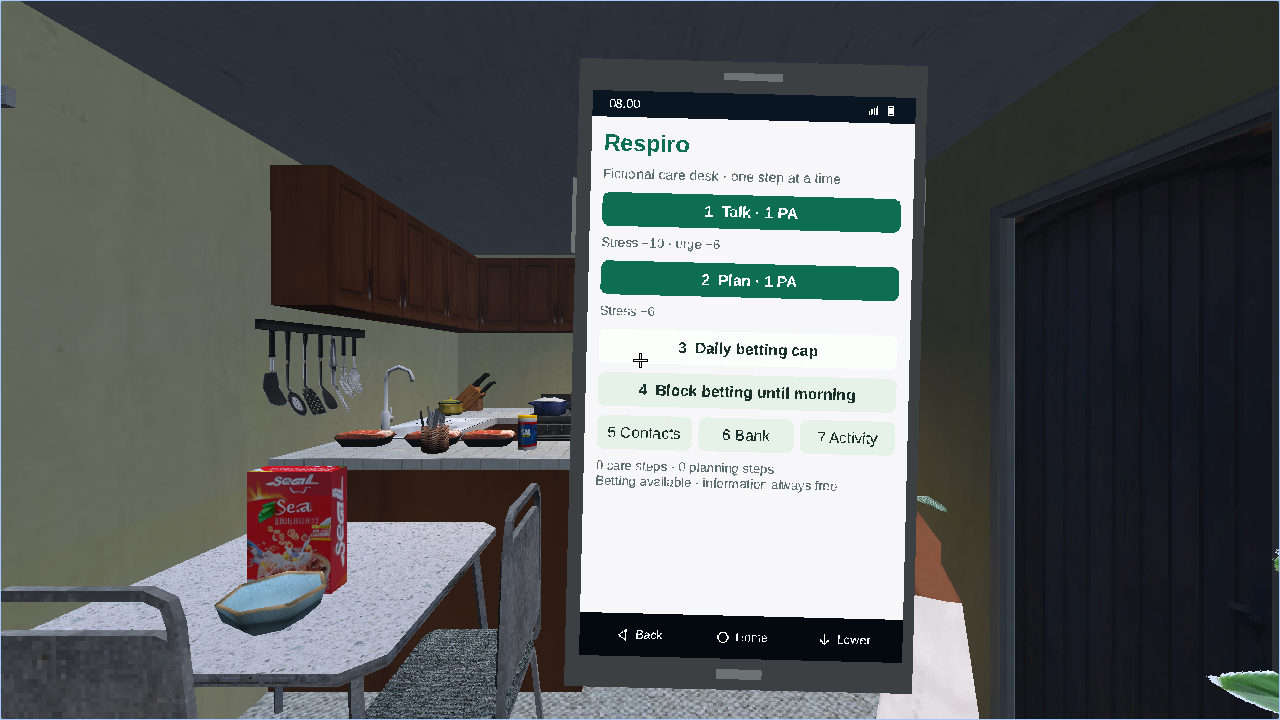 08.00
Respiro
Fictional care desk · one step at a time
1 Talk · 1 PA
Stress −10 · urge −6
2 Plan · 1 PA
Stress −6
3 Daily betting cap
4 Block betting until morning
5 Contacts
6 Bank
7 Activity
0 care steps · 0 planning steps
Betting available · information always free
Back
Home
Lower